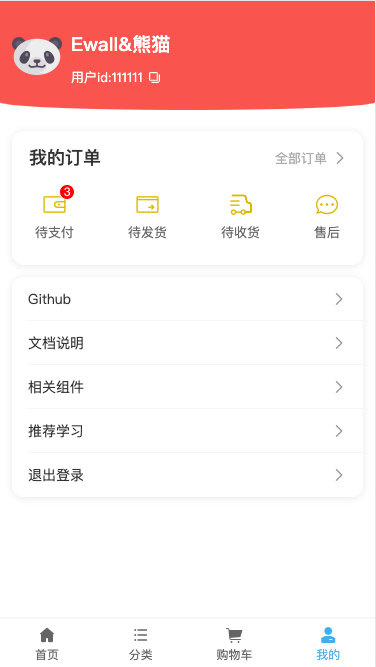 Ewall&熊猫
用户id:111111
我的订单 全部订单
3
待支付 待发货 待收货 售后
Github
文档说明
相关组件
推荐学习
退出登录
首页 分类 购物车 我的